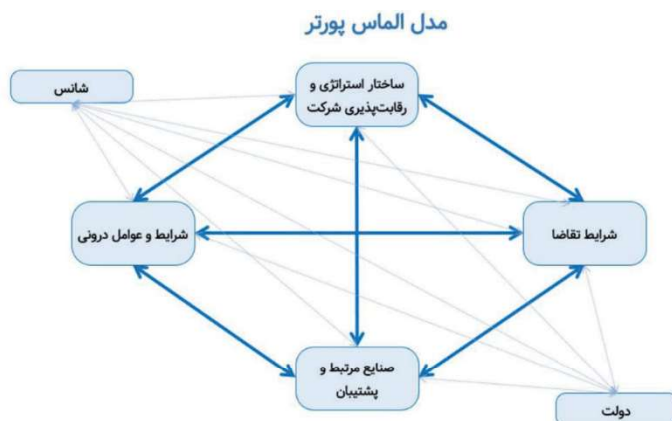 مدل الماس پورتر
شانس
ساختار استراتژی و
رقابت‌پذیری شرکت
شرایط تقاضا
شرایط و عوامل درونی
صنایع مرتبط و
پشتیبان
دولت